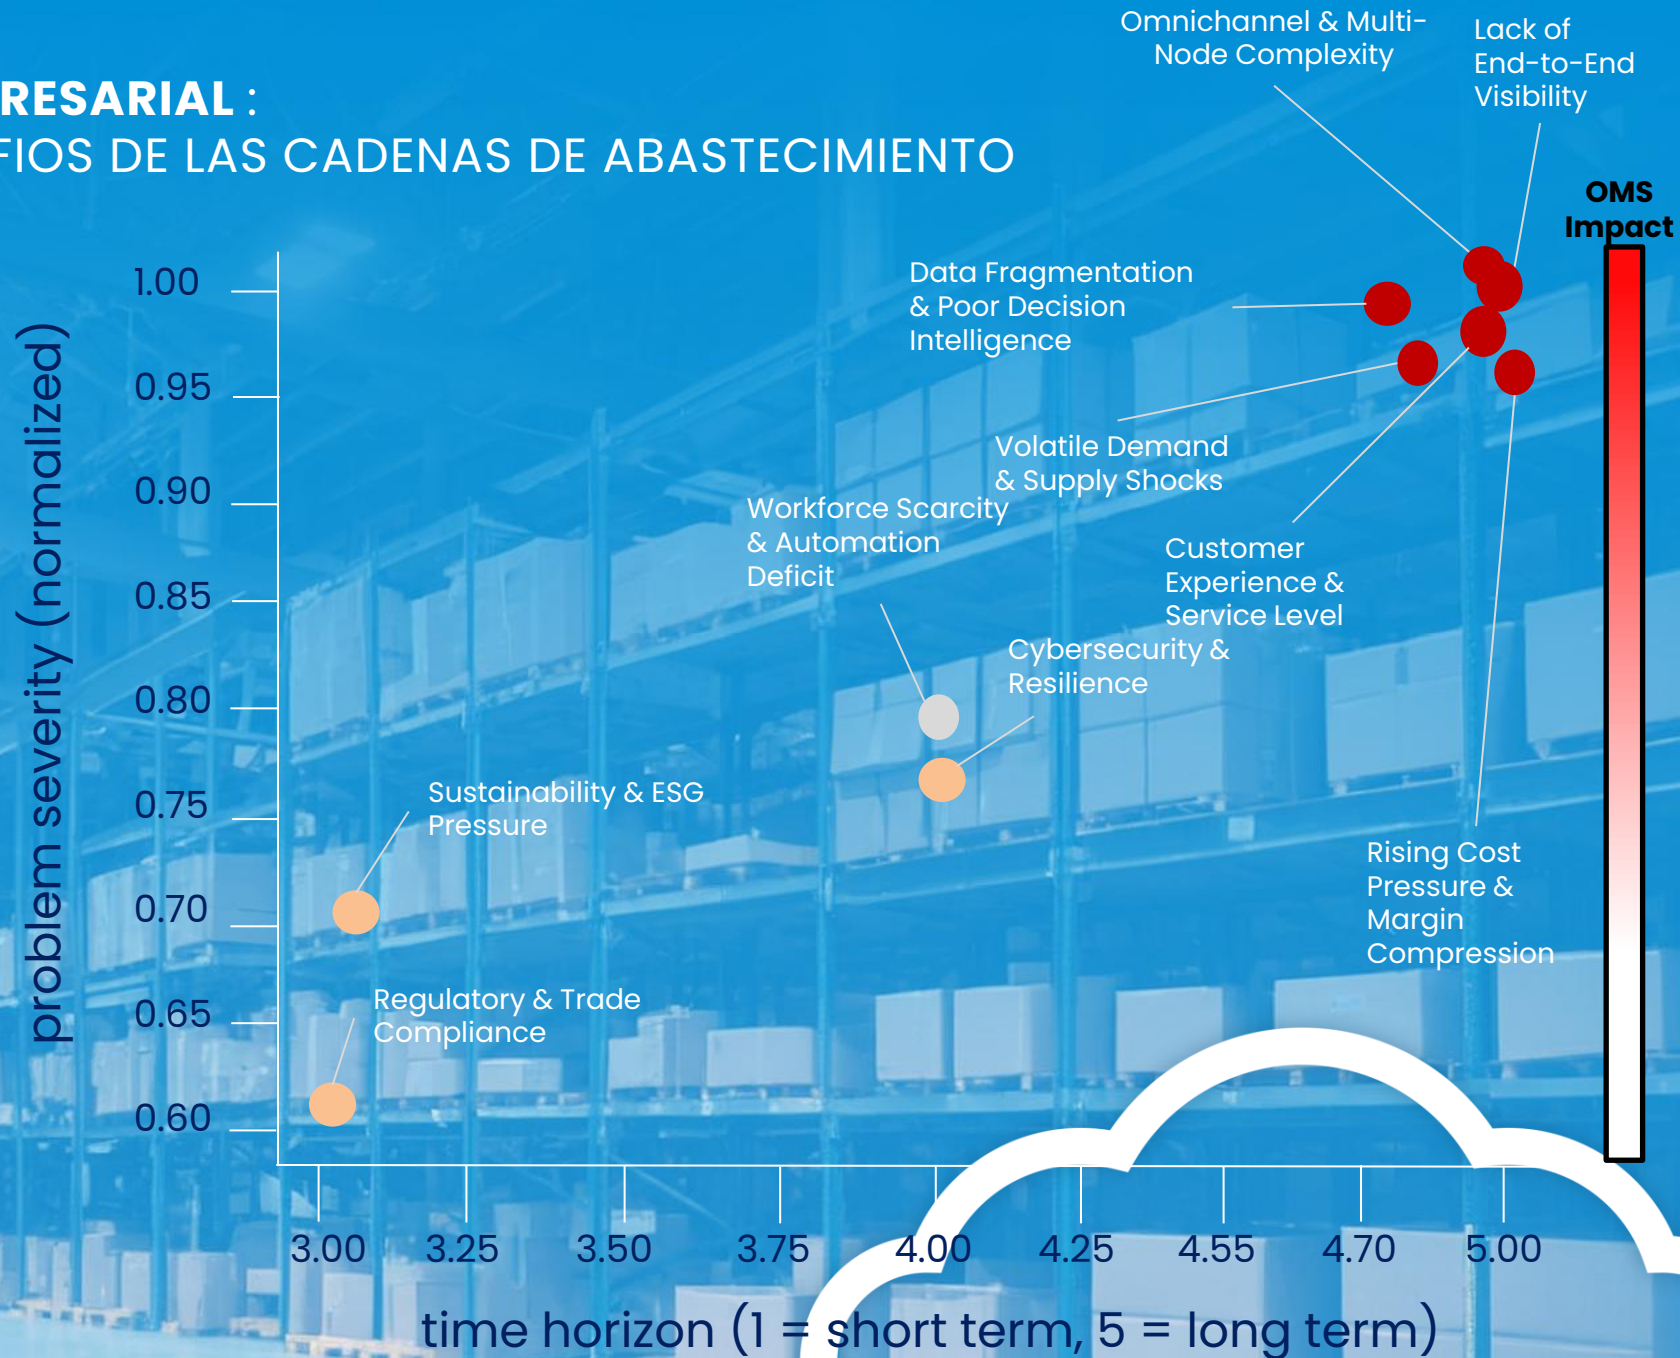 RESARIAL :
FIOS DE LAS CADENAS DE ABASTECIMIENTO
Omnichannel & Multi-
Node Complexity
Lack of
End-to-End
Visibility
OMS
Impact
Data Fragmentation
& Poor Decision
Intelligence
Volatile Demand
& Supply Shocks
Workforce Scarcity
& Automation
Deficit
Customer
Experience &
Service Level
Cybersecurity &
Resilience
Sustainability & ESG
Pressure
Rising Cost
Pressure &
Margin
Compression
Regulatory & Trade
Compliance
problem severity (normalized)
1.00
0.95
0.90
0.85
0.80
0.75
0.70
0.65
0.60
3.00 3.25 3.50 3.75 4.00 4.25 4.55 4.70 5.00
time horizon (1 = short term, 5 = long term)